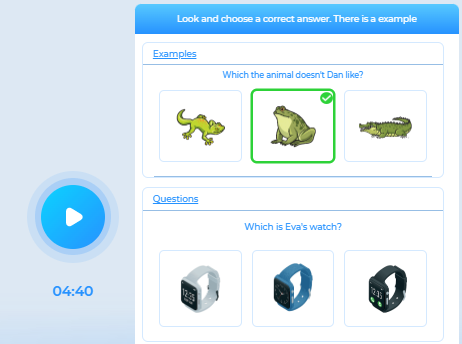 Look and choose a correct answer. There is a example
Examples
Which the animal doesn't Dan like?
Questions
Which is Eva's watch?
04:40